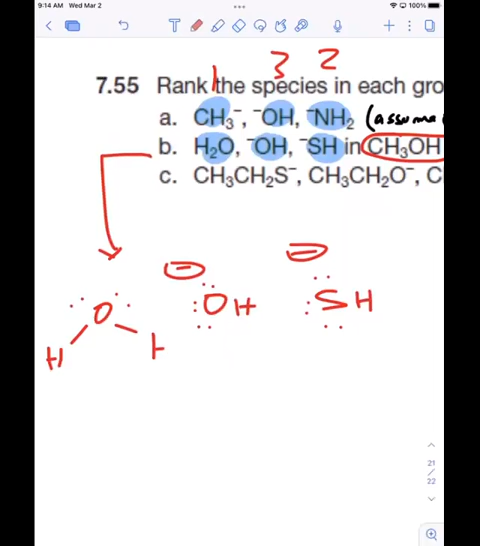 9:14 AM Wed Mar 2
100%
1 3 2
7.55 Rank the species in each gro
a. CH₃⁻, ⁻OH, ⁻NH₂ (assume
b. H₂O, ⁻OH, ⁻SH in CH₃OH
c. CH₃CH₂S⁻, CH₃CH₂O⁻, C
⊖ ⊖
:ÖH :SH
O
H H
21
/
22